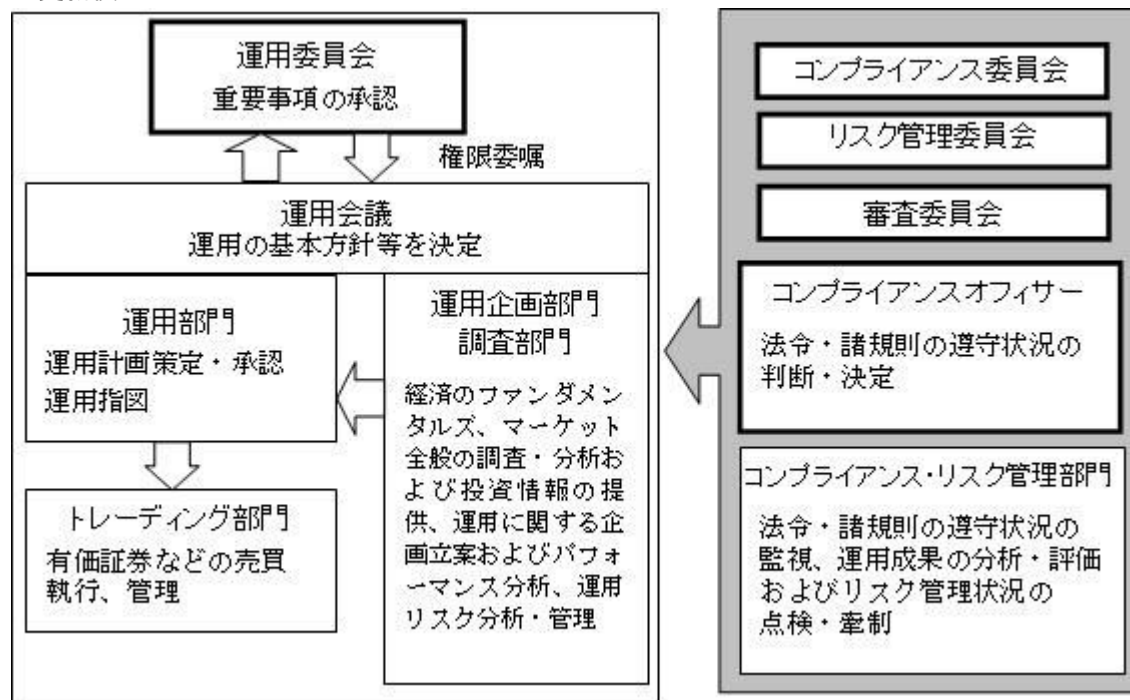 運用委員会
重要事項の承認
権限委嘱
運用会議
運用の基本方針等を決定
運用部門
運用計画策定・承認
運用指図
トレーディング部門
有価証券などの売買
執行、管理
運用企画部門
調査部門
経済のファンダメン
タルズ、マーケット
全般の調査・分析お
よび投資情報の提
供、運用に関する企
画立案およびパフォ
ーマンス分析、運用
リスク分析・管理
コンプライアンス委員会
リスク管理委員会
審査委員会
コンプライアンスオフィサー
法令・諸規則の遵守状況の
判断・決定
コンプライアンス・リスク管理部門
法令・諸規則の遵守状況の
監視、運用成果の分析・評価
およびリスク管理状況の
点検・牽制